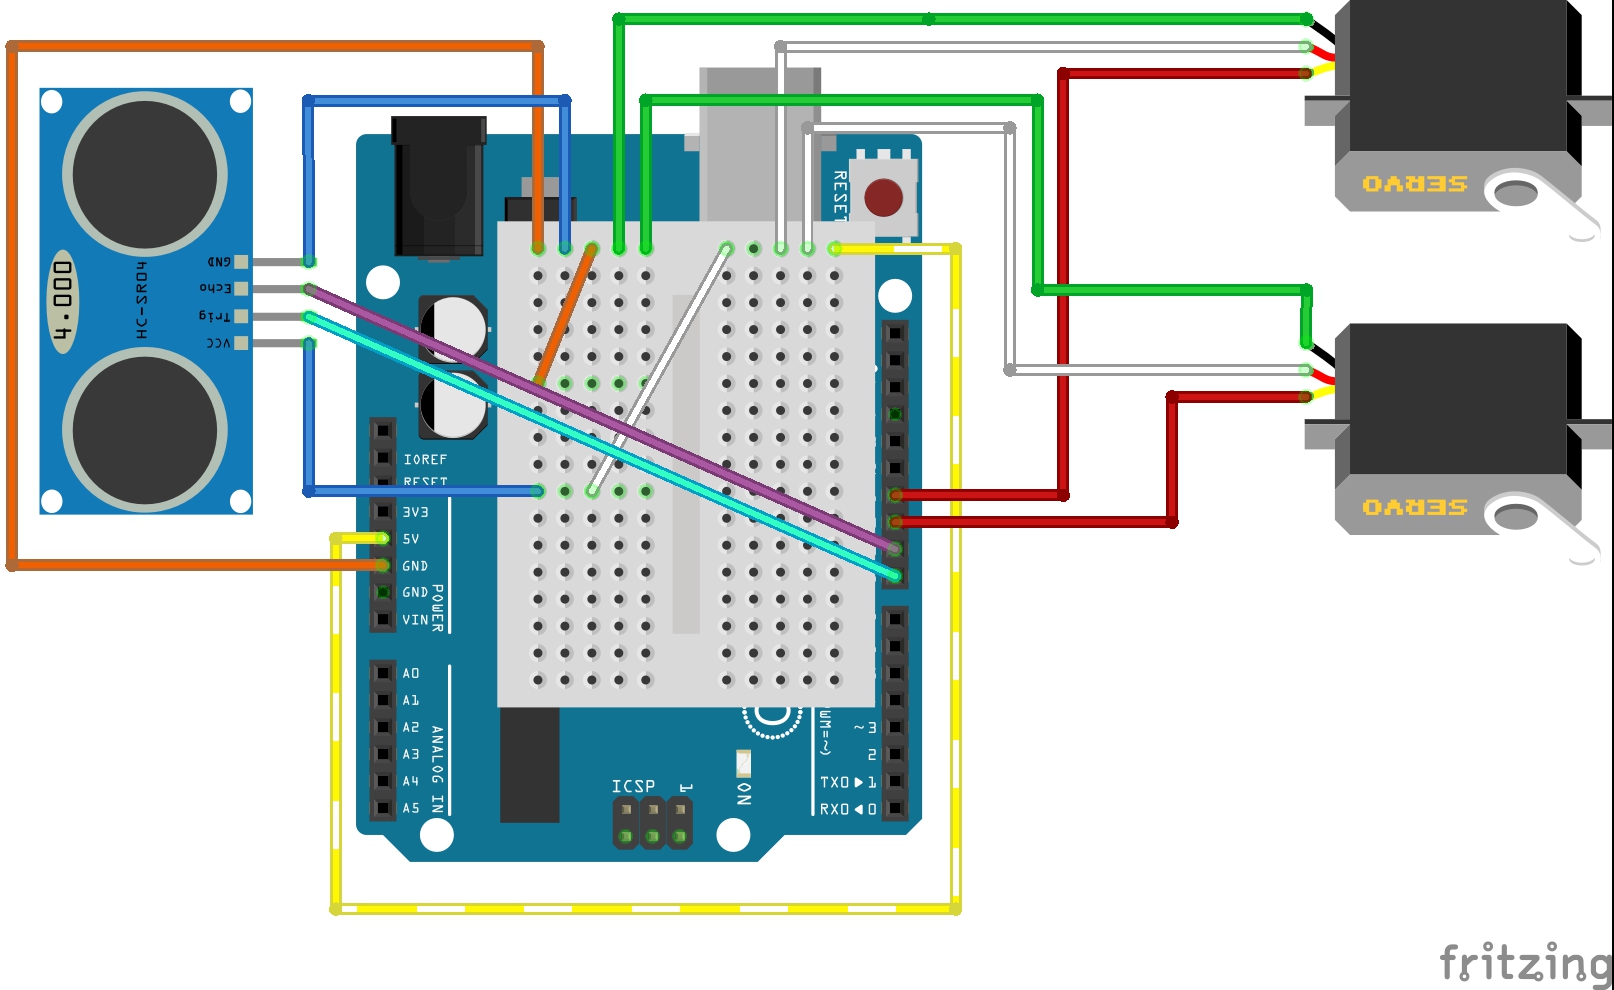 SERVO
RESET
GND
Echo
Trig
VCC
HC-SR04
4.000
IOREF
RESET
3V3
5V
GND
GND
VIN
POWER
SERVO
A0
A1
A2
A3
A4
A5
ANALOG IN
~3
2
TX0▶1
RX0◀0
ICSP
1
ON
fritzing